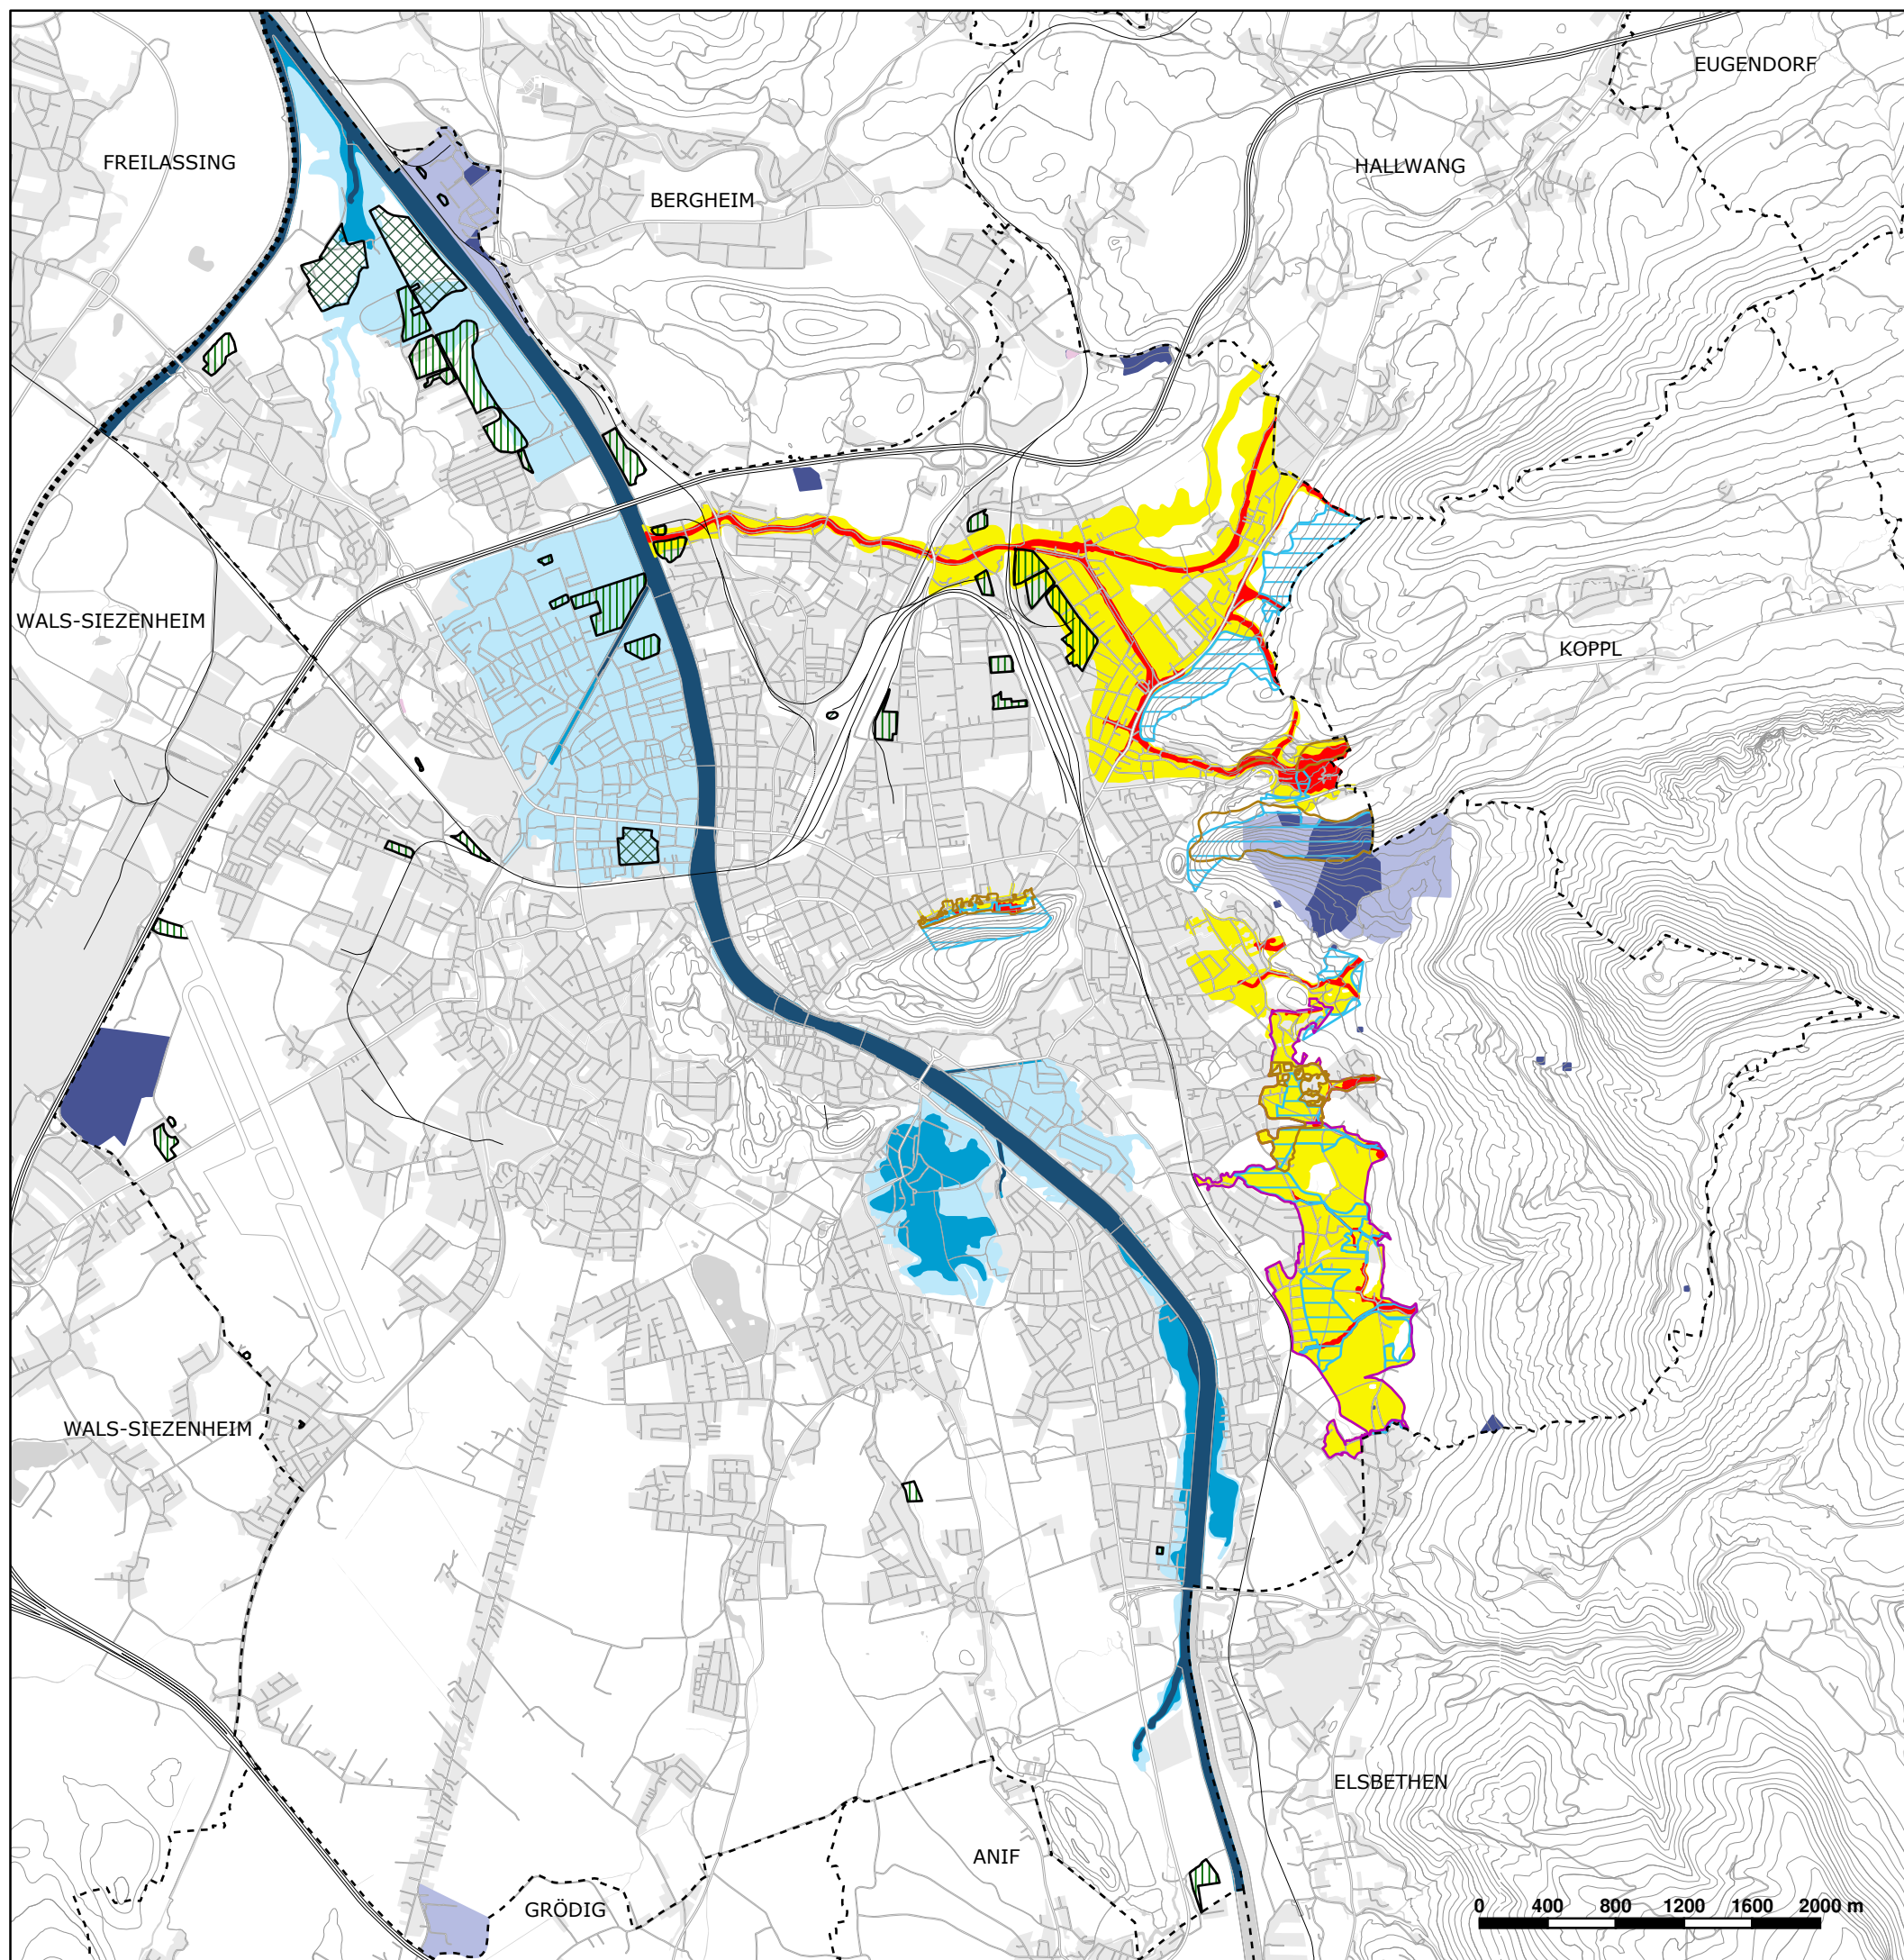 EUGENDORF
FREILASSING
HALLWANG
BERGHEIM
WALS-SIEZENHEIM
KOPPL
WALS-SIEZENHEIM
ELSBETHEN
ANIF
GRÖDIG
0 400 800 1200 1600 2000 m